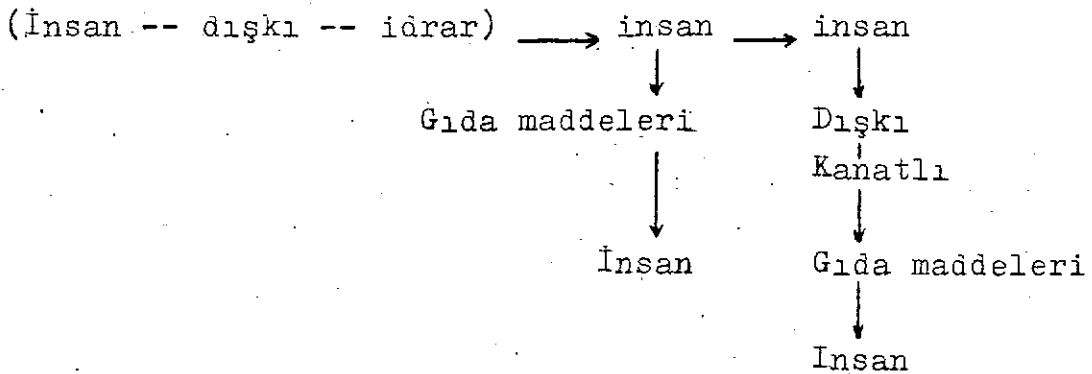 (İnsan -- dışkı -- idrar) → insan → insan
Gıda maddeleri Dışkı
Kanatlı
İnsan Gıda maddeleri
Insan